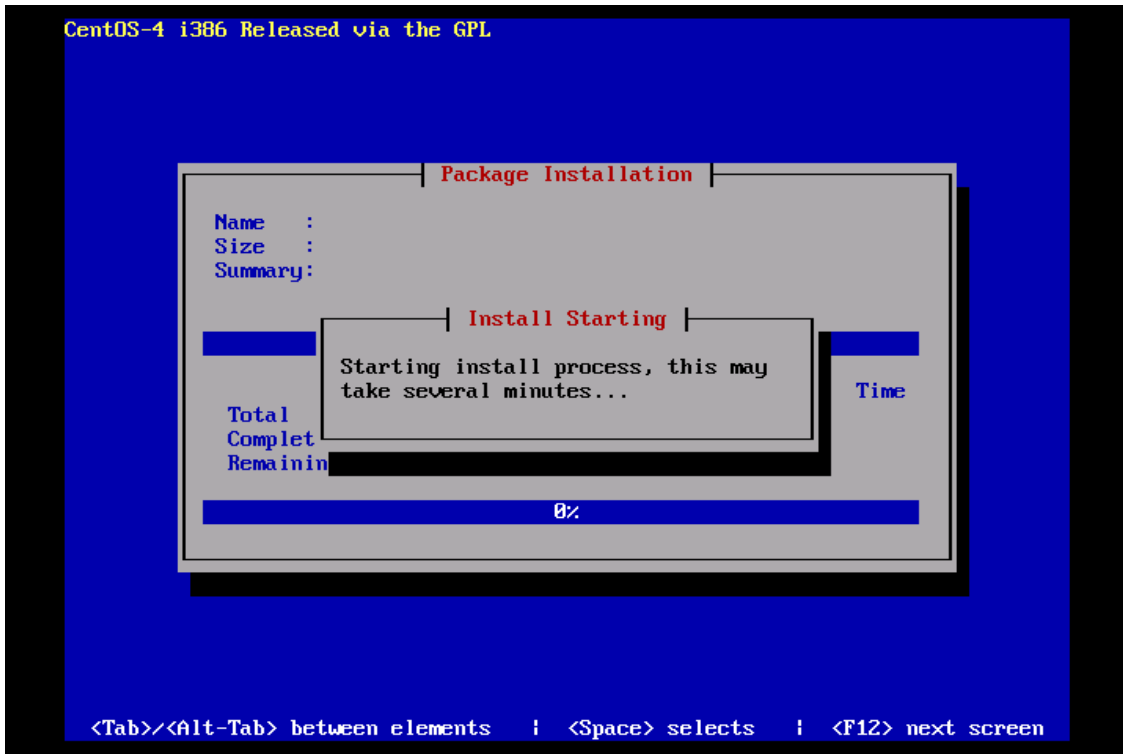 CentOS-4 i386 Released via the GPL
Package Installation
Name :
Size :
Summary:
Install Starting
Starting install process, this may
take several minutes...
Time
Total
Complet
Remainin
0%
<Tab>/<Alt-Tab> between elements | <Space> selects | <F12> next screen